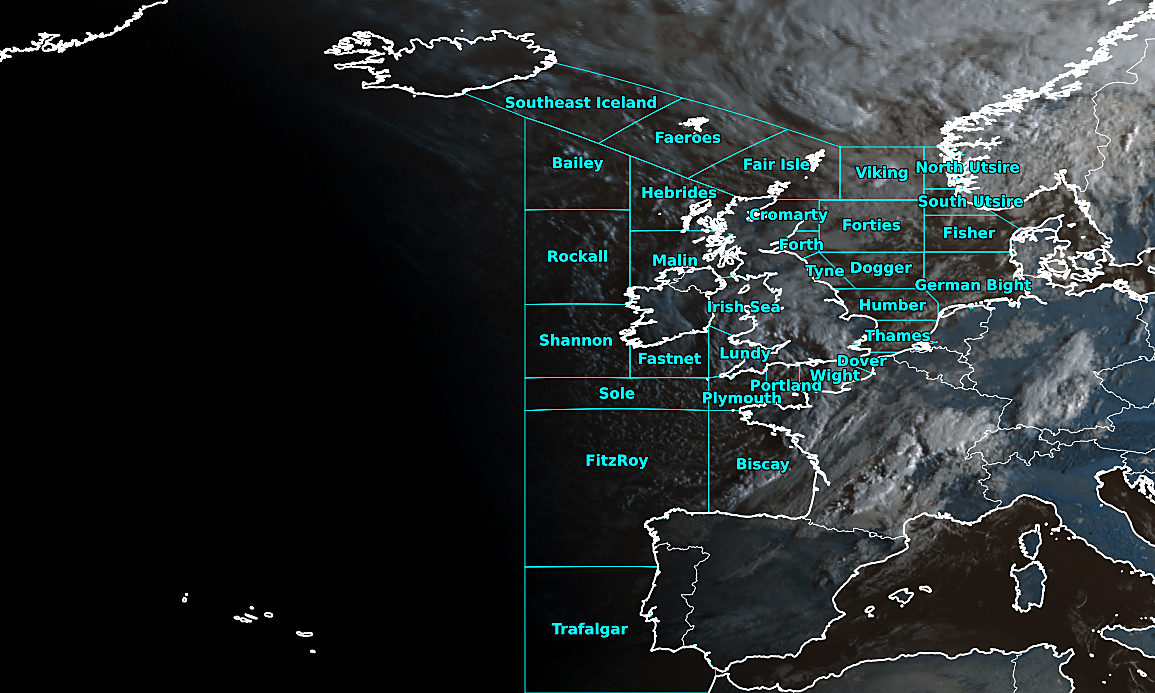 Southeast Iceland
Faeroes
Bailey
Fair Isle
Viking
North Utsire
Hebrides
South Utsire
Cromarty
Forties
Fisher
Forth
Rockall
Malin
Tyne
Dogger
German Bight
Irish Sea
Humber
Thames
Shannon
Fastnet
Lundy
Dover
Wight
Portland
Sole
Plymouth
FitzRoy
Biscay
Trafalgar